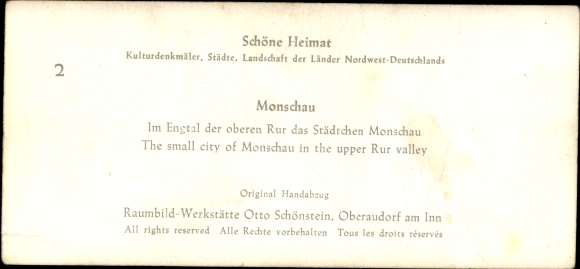 Schöne Heimat
Kulturdenkmäler, Städte, Landschaft der Länder Nordwest-Deutschlands
2
Monschau
Im Engtal der oberen Rur das Städtchen Monschau
The small city of Monschau in the upper Rur valley
Original Handabzug
Raumbild-Werkstätte Otto Schönstein, Oberaudorf am Inn
All rights reserved Alle Rechte vorbehalten Tous les droits réservés